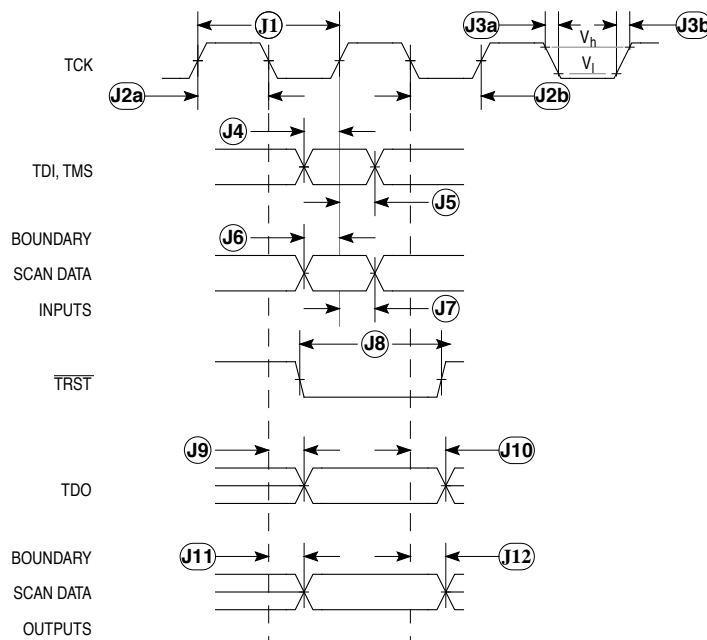 J1
J3a
J3b
TCK
Vh
Vl
J2a
J2b
J4
TDI, TMS
J5
BOUNDARY
J6
SCAN DATA
INPUTS
J7
J8
TRST
J9
J10
TDO
BOUNDARY
J11
J12
SCAN DATA
OUTPUTS